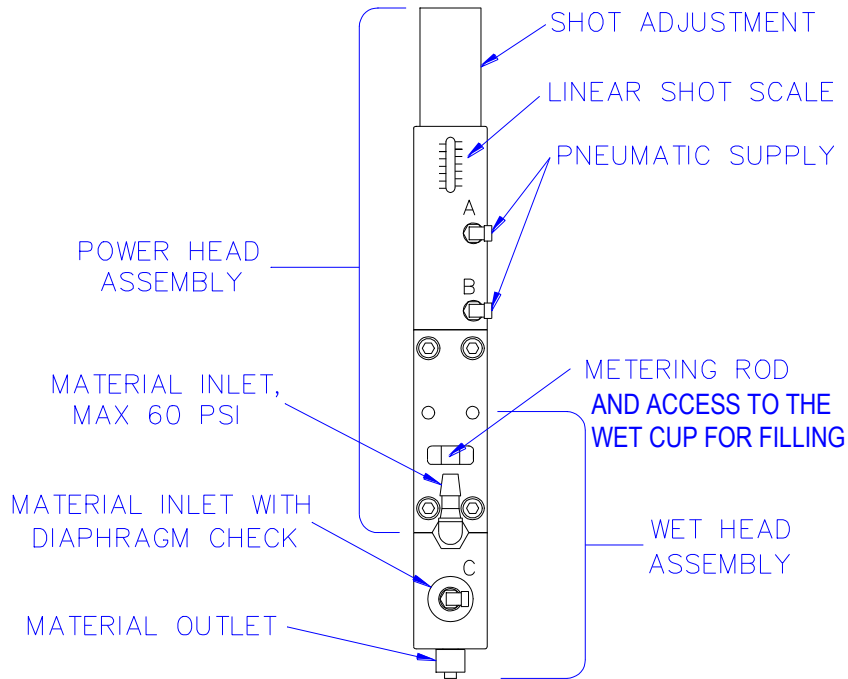 SHOT ADJUSTMENT
LINEAR SHOT SCALE
PNEUMATIC SUPPLY
A
B
POWER HEAD
ASSEMBLY
METERING ROD
AND ACCESS TO THE
WET CUP FOR FILLING
MATERIAL INLET,
MAX 60 PSI
MATERIAL INLET WITH
DIAPHRAGM CHECK
WET HEAD
ASSEMBLY
C
MATERIAL OUTLET